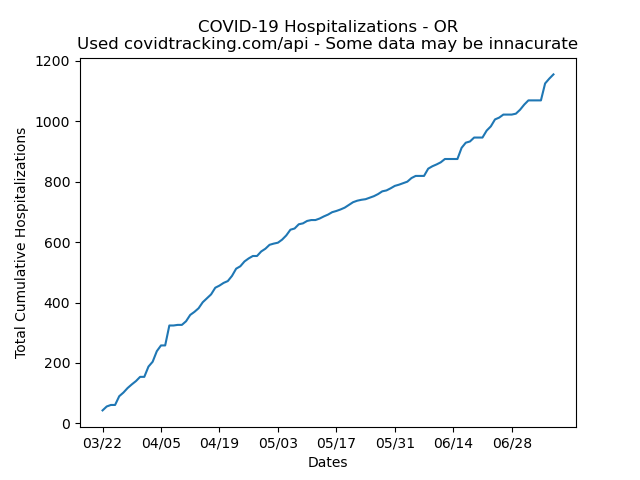 COVID-19 Hospitalizations - OR
Used covidtracking.com/api - Some data may be innacurate
1200
1000
800
600
400
200
0
Total Cumulative Hospitalizations
03/22 04/05 04/19 05/03 05/17 05/31 06/14 06/28
Dates